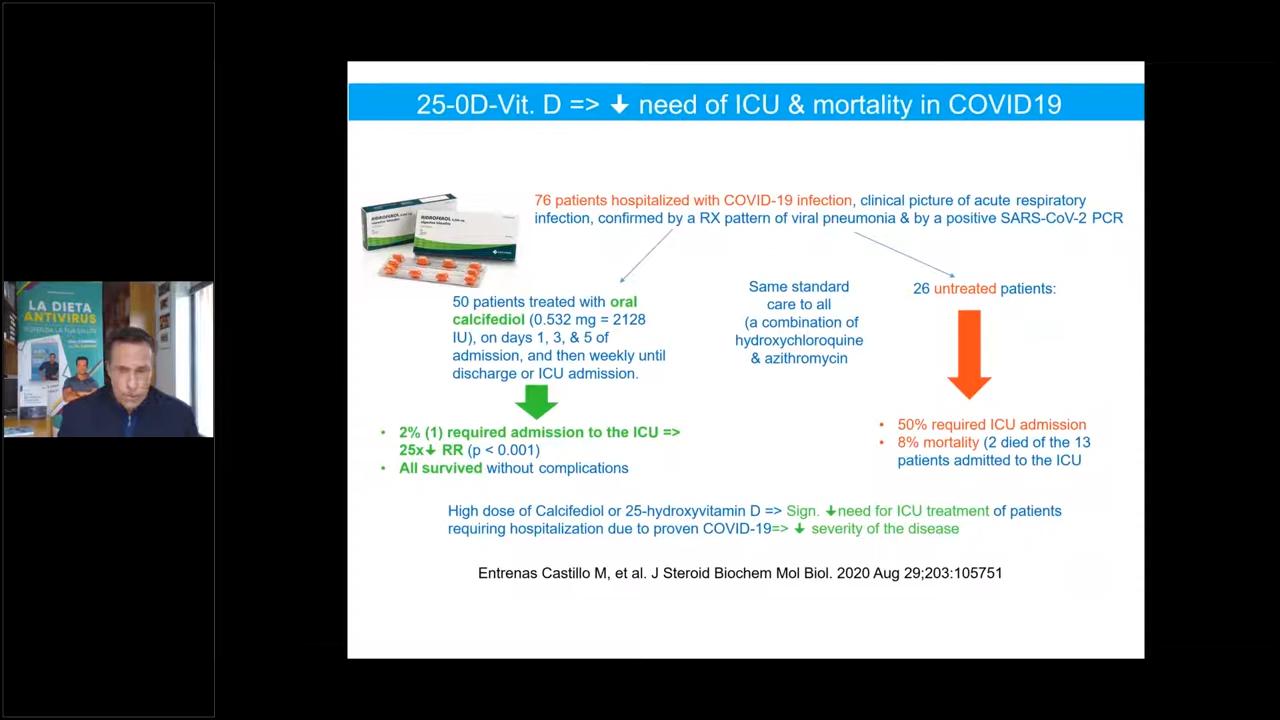 25-0D-Vit. D => ↓ need of ICU & mortality in COVID19
76 patients hospitalized with COVID-19 infection, clinical picture of acute respiratory
infection, confirmed by a RX pattern of viral pneumonia & by a positive SARS-CoV-2 PCR
HIDROFEROL
HIDROFEROL
50 patients treated with oral
calcifediol (0.532 mg = 2128
IU), on days 1, 3, & 5 of
admission, and then weekly until
discharge or ICU admission.
Same standard
care to all
(a combination of
hydroxychloroquine
& azithromycin
26 untreated patients:
• 2% (1) required admission to the ICU =>
25x↓ RR (p < 0.001)
• All survived without complications
• 50% required ICU admission
• 8% mortality (2 died of the 13
patients admitted to the ICU
High dose of Calcifediol or 25-hydroxyvitamin D => Sign. ↓need for ICU treatment of patients
requiring hospitalization due to proven COVID-19=> ↓ severity of the disease
Entrenas Castillo M, et al. J Steroid Biochem Mol Biol. 2020 Aug 29;203:105751
LA DIETA
ANTIVIRUS